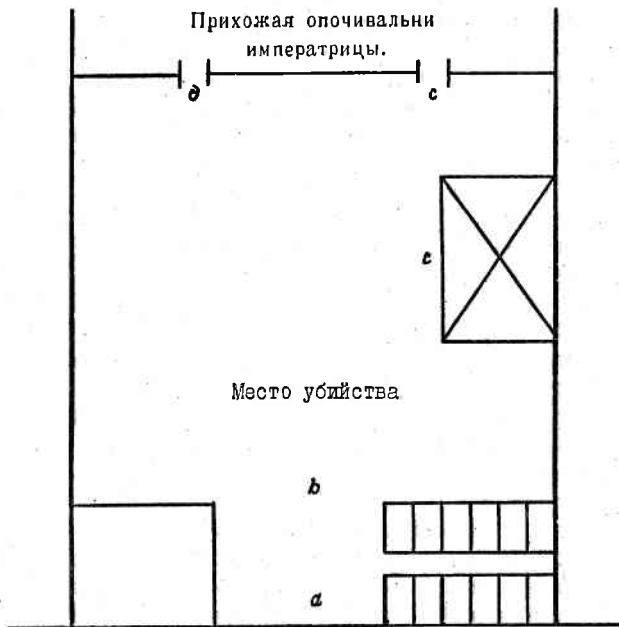 Прихожая опочивальни
императрицы.
д
с
е
Место убийства
b
a